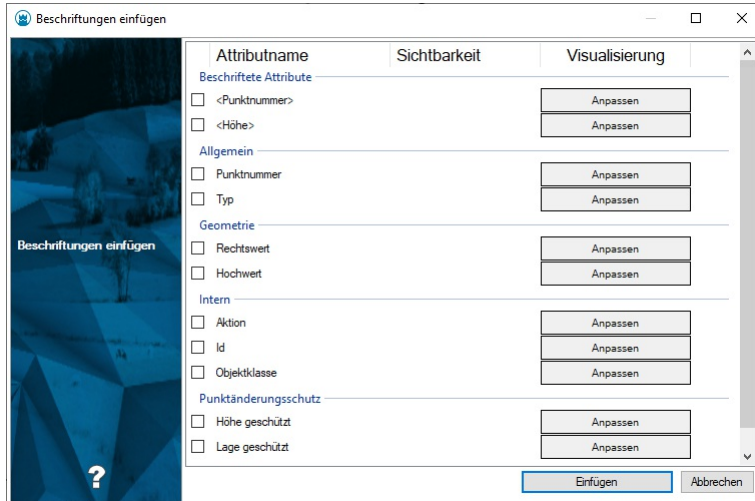 Beschriftungen einfügen
Attributname Sichtbarkeit Visualisierung
Beschriftete Attribute
<Punktnummer> Anpassen
<Höhe> Anpassen
Allgemein
Punktnummer Anpassen
Typ Anpassen
Geometrie
Beschriftungen einfügen
Rechtswert Anpassen
Hochwert Anpassen
Intern
Aktion Anpassen
Id Anpassen
Objektklasse Anpassen
Punktänderungsschutz
Höhe geschützt Anpassen
Lage geschützt Anpassen
?
Einfügen Abbrechen